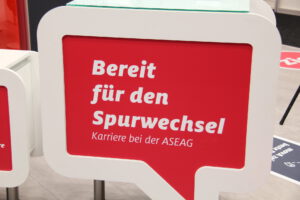 Bereit
für den
Spurwechsel
Karriere bei der ASEAG